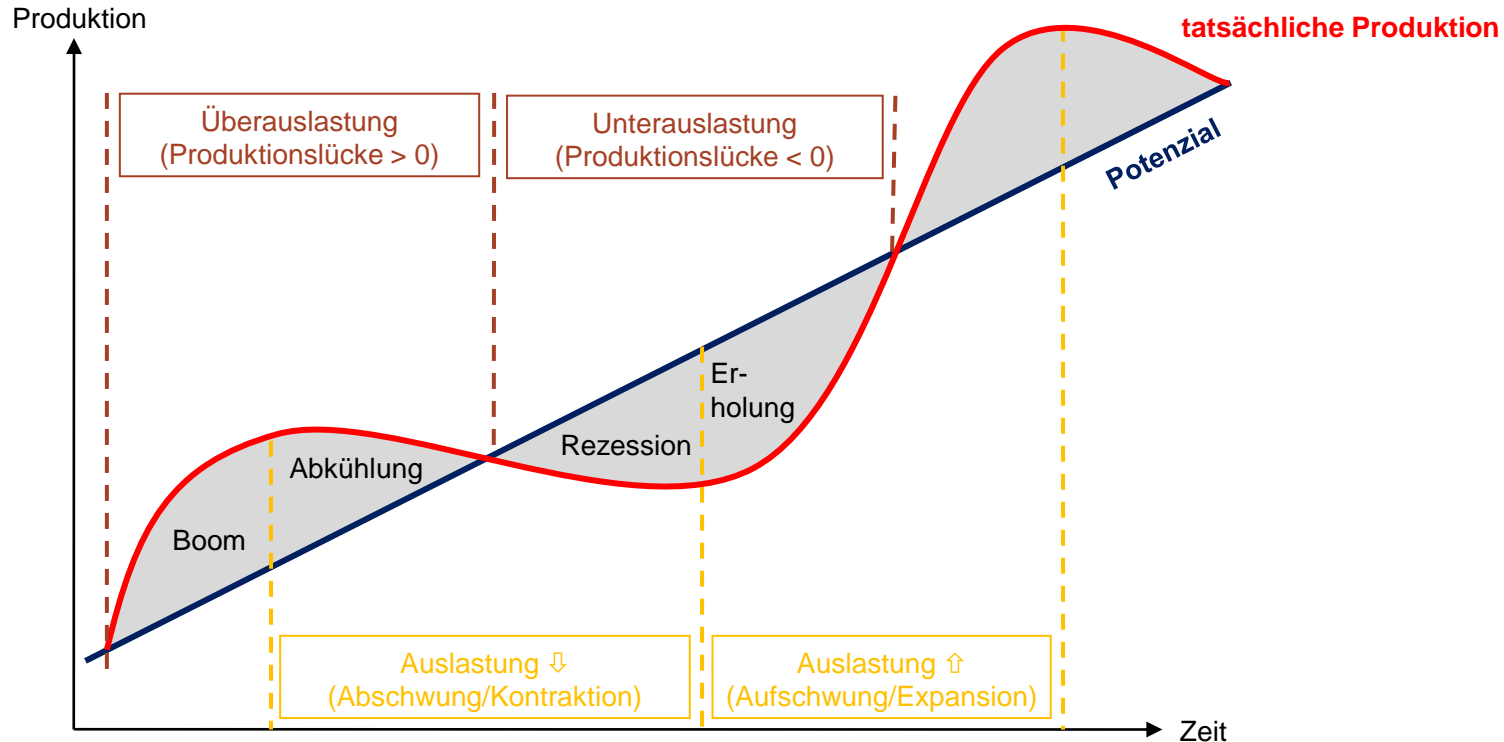 Produktion
tatsächliche Produktion
Überauslastung
(Produktionslücke > 0)
Unterauslastung
(Produktionslücke < 0)
Potenzial
Er-
holung
Rezession
Abkühlung
Boom
Auslastung ⇩
(Abschwung/Kontraktion)
Auslastung ⇧
(Aufschwung/Expansion)
Zeit